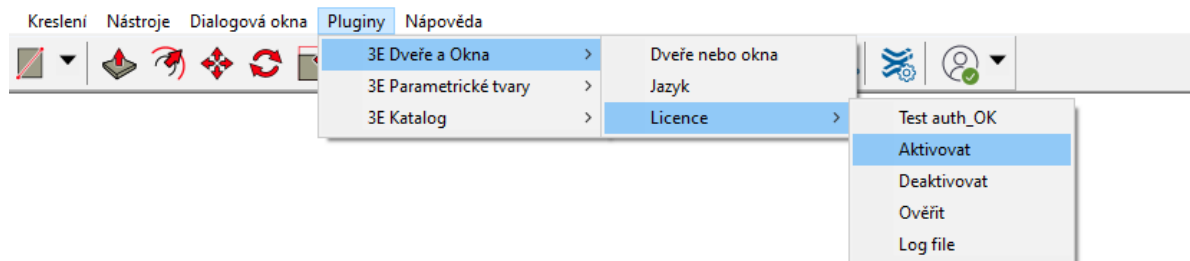 Kreslení Nástroje Dialogová okna Pluginy Nápověda
3E Dveře a Okna
3E Parametrické tvary
3E Katalog
Dveře nebo okna
Jazyk
Licence
Test auth_OK
Aktivovat
Deaktivovat
Ověřit
Log file